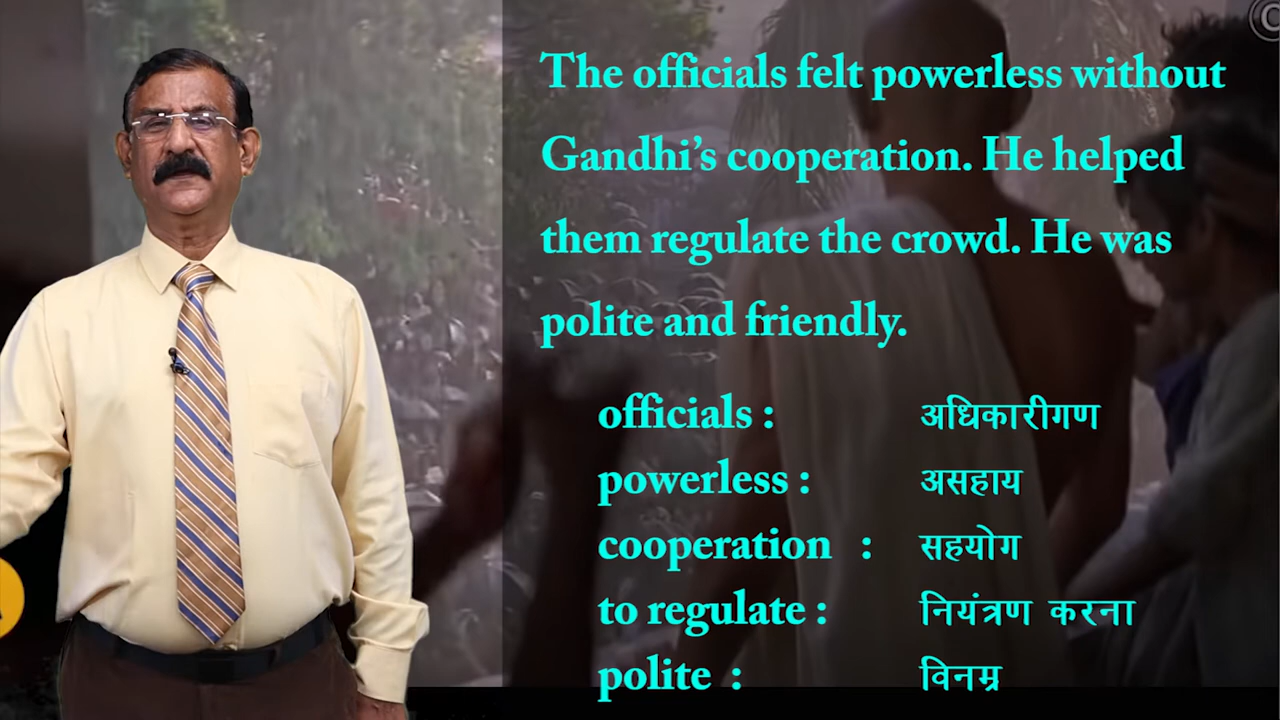 The officials felt powerless without
Gandhi's cooperation. He helped
them regulate the crowd. He was
polite and friendly.
officials : अधिकारीगण
powerless : असहाय
cooperation : सहयोग
to regulate : नियंत्रण करना
polite : विनम्र